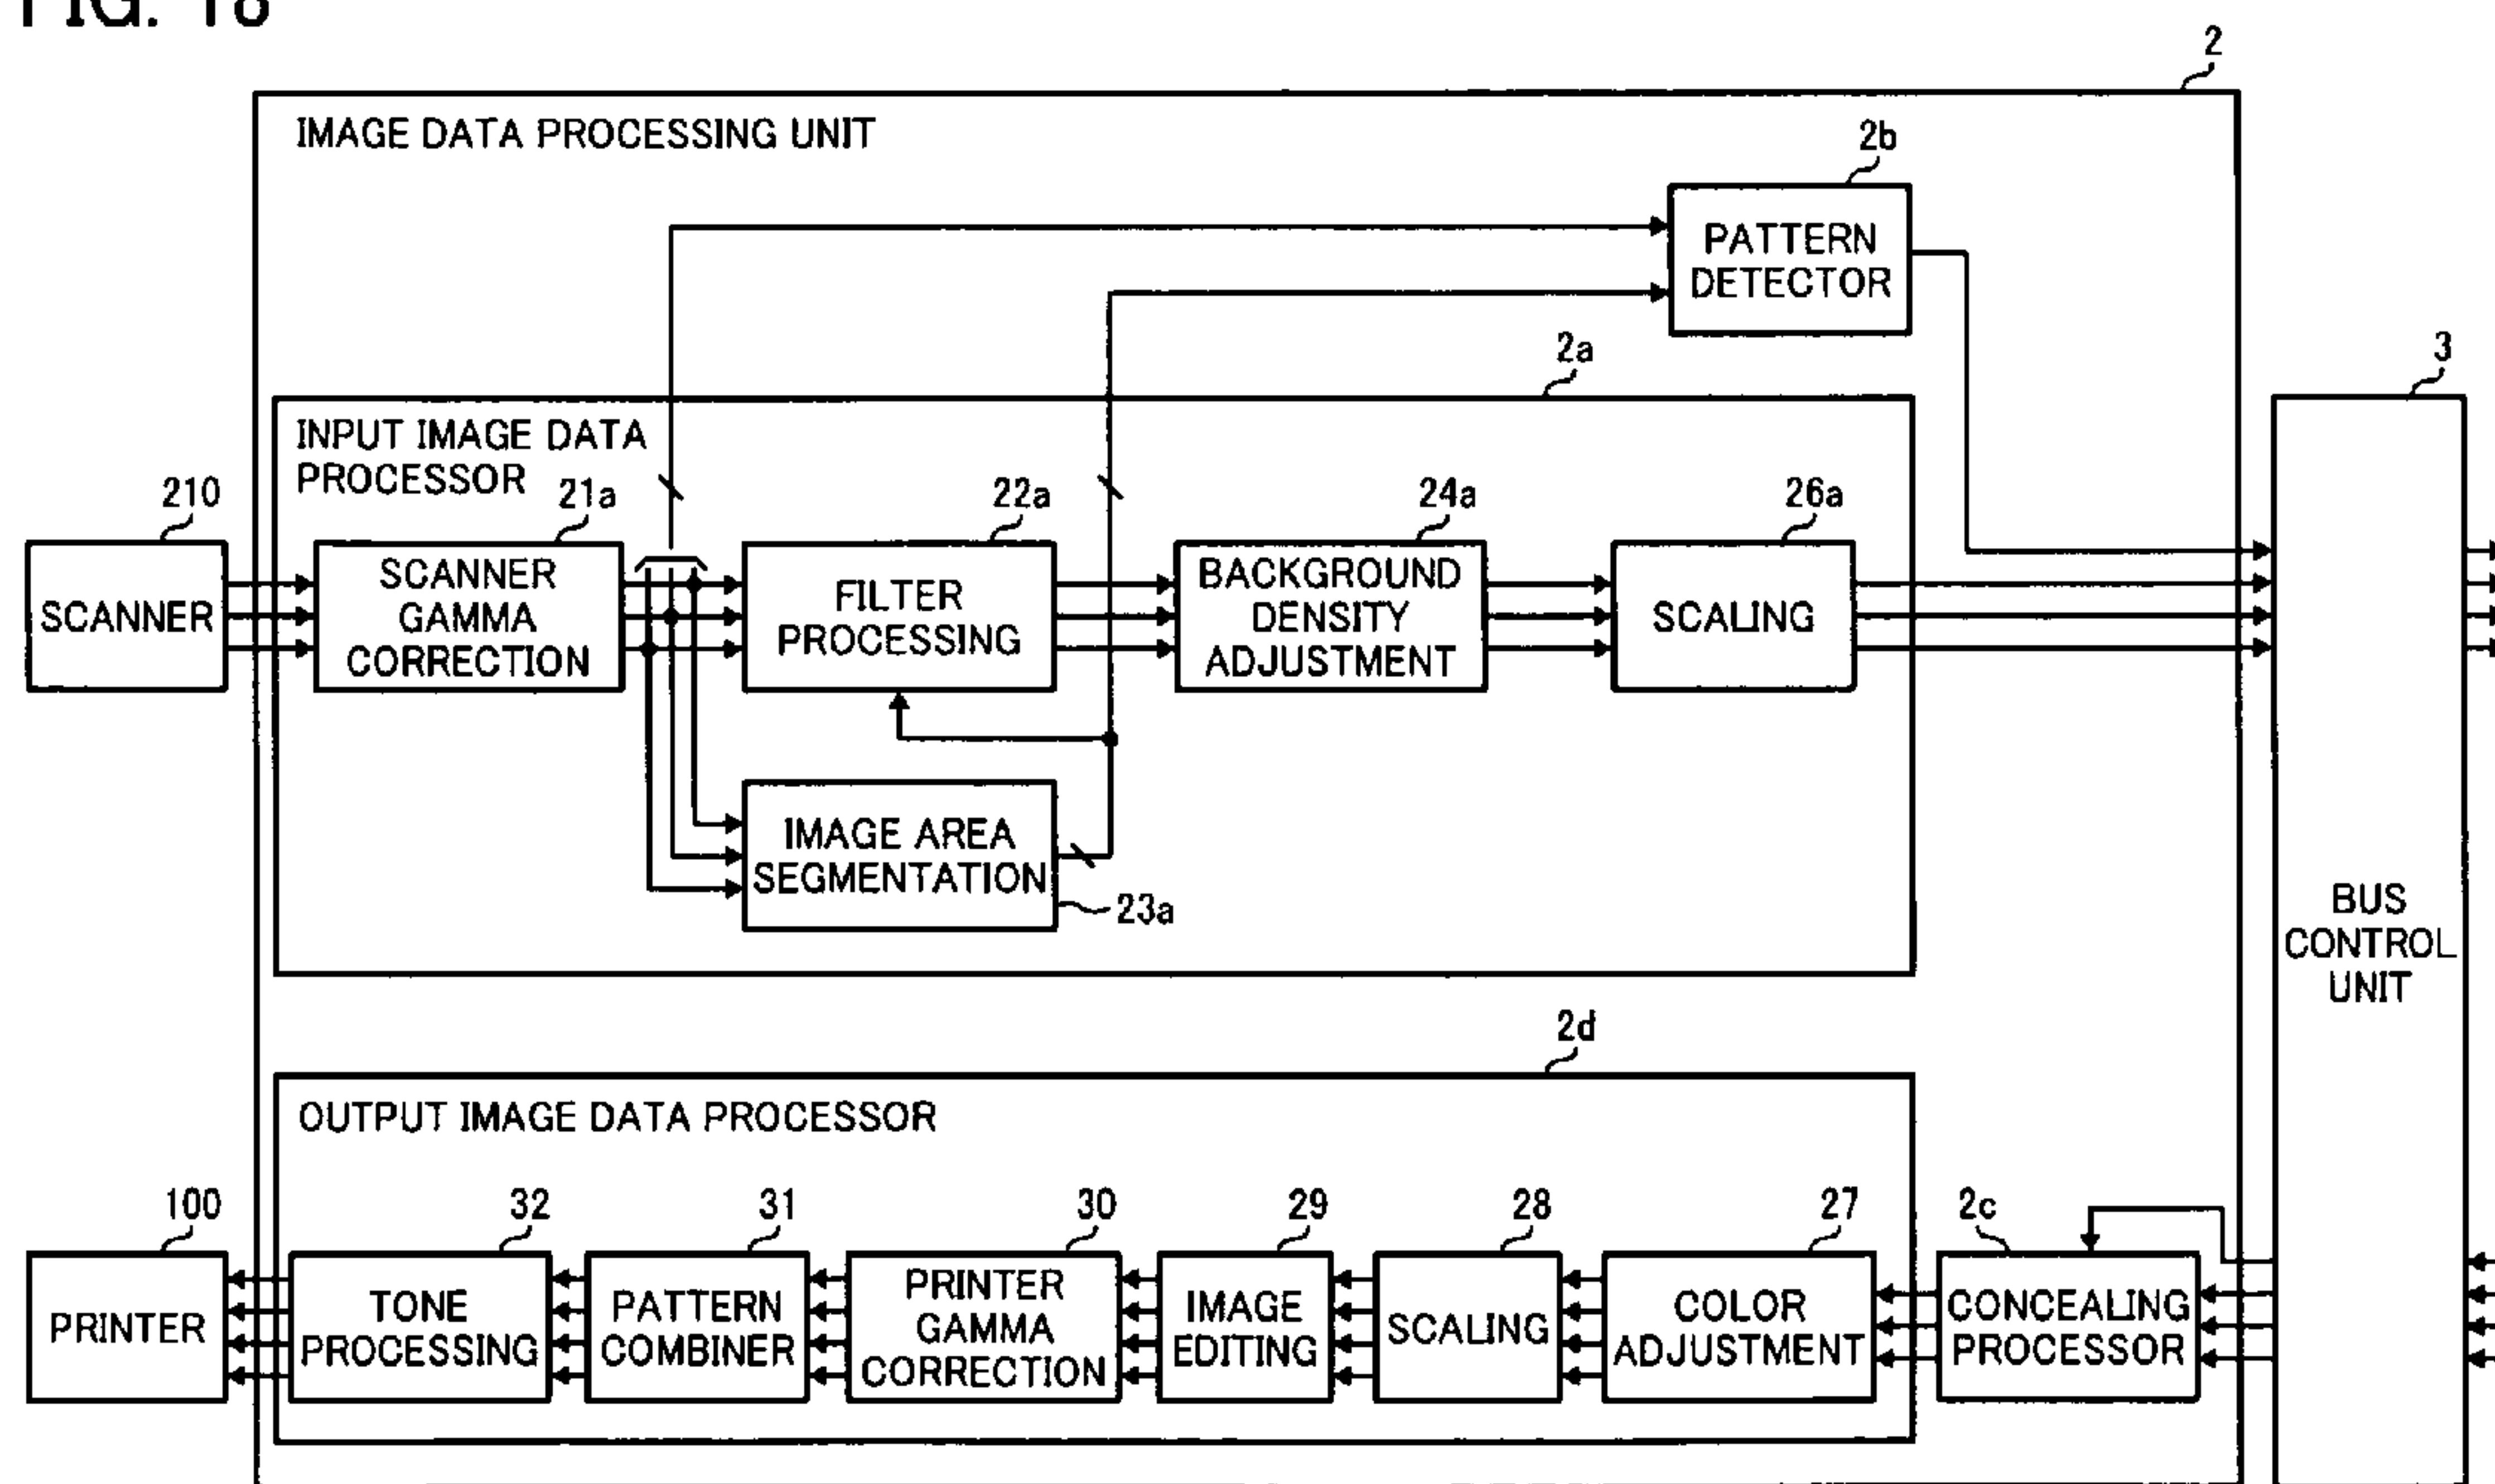 FIG. 18
2
IMAGE DATA PROCESSING UNIT
2b
PATTERN
DETECTOR
2a
3
INPUT IMAGE DATA
PROCESSOR
210
21a
22a
24a
26a
SCANNER
SCANNER
GAMMA
CORRECTION
FILTER
PROCESSING
BACKGROUND
DENSITY
ADJUSTMENT
SCALING
IMAGE AREA
SEGMENTATION
23a
BUS
CONTROL
UNIT
2d
OUTPUT IMAGE DATA PROCESSOR
100
32
31
30
29
28
27
2c
PRINTER
TONE
PROCESSING
PATTERN
COMBINER
PRINTER
GAMMA
CORRECTION
IMAGE
EDITING
SCALING
COLOR
ADJUSTMENT
CONCEALING
PROCESSOR